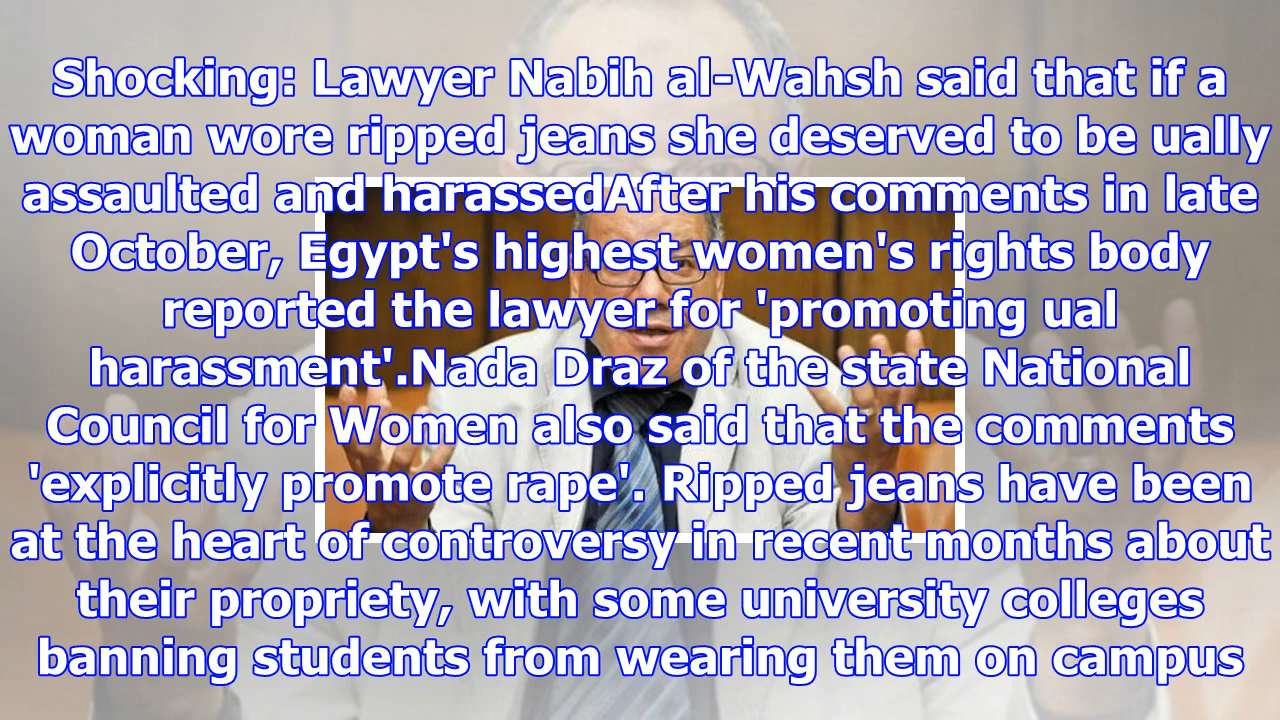 Shocking: Lawyer Nabih al-Wahsh said that if a
woman wore ripped jeans she deserved to be ually
assaulted and harassedAfter his comments in late
October, Egypt's highest women's rights body
reported the lawyer for 'promoting ual
harassment'.Nada Draz of the state National
Council for Women also said that the comments
'explicitly promote rape'. Ripped jeans have been
at the heart of controversy in recent months about
their propriety, with some university colleges
banning students from wearing them on campus